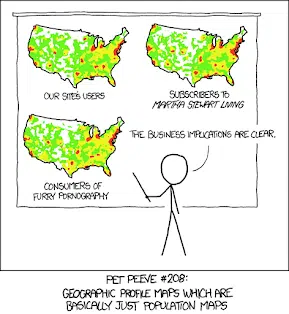 OUR SITE'S USERS
SUBSCRIBERS TO
MARTHA STEWART LIVING
CONSUMERS OF
FURRY PORNOGRAPHY
THE BUSINESS IMPLICATIONS ARE CLEAR.
PET PEEVE #208:
GEOGRAPHIC PROFILE MAPS WHICH ARE
BASICALLY JUST POPULATION MAPS